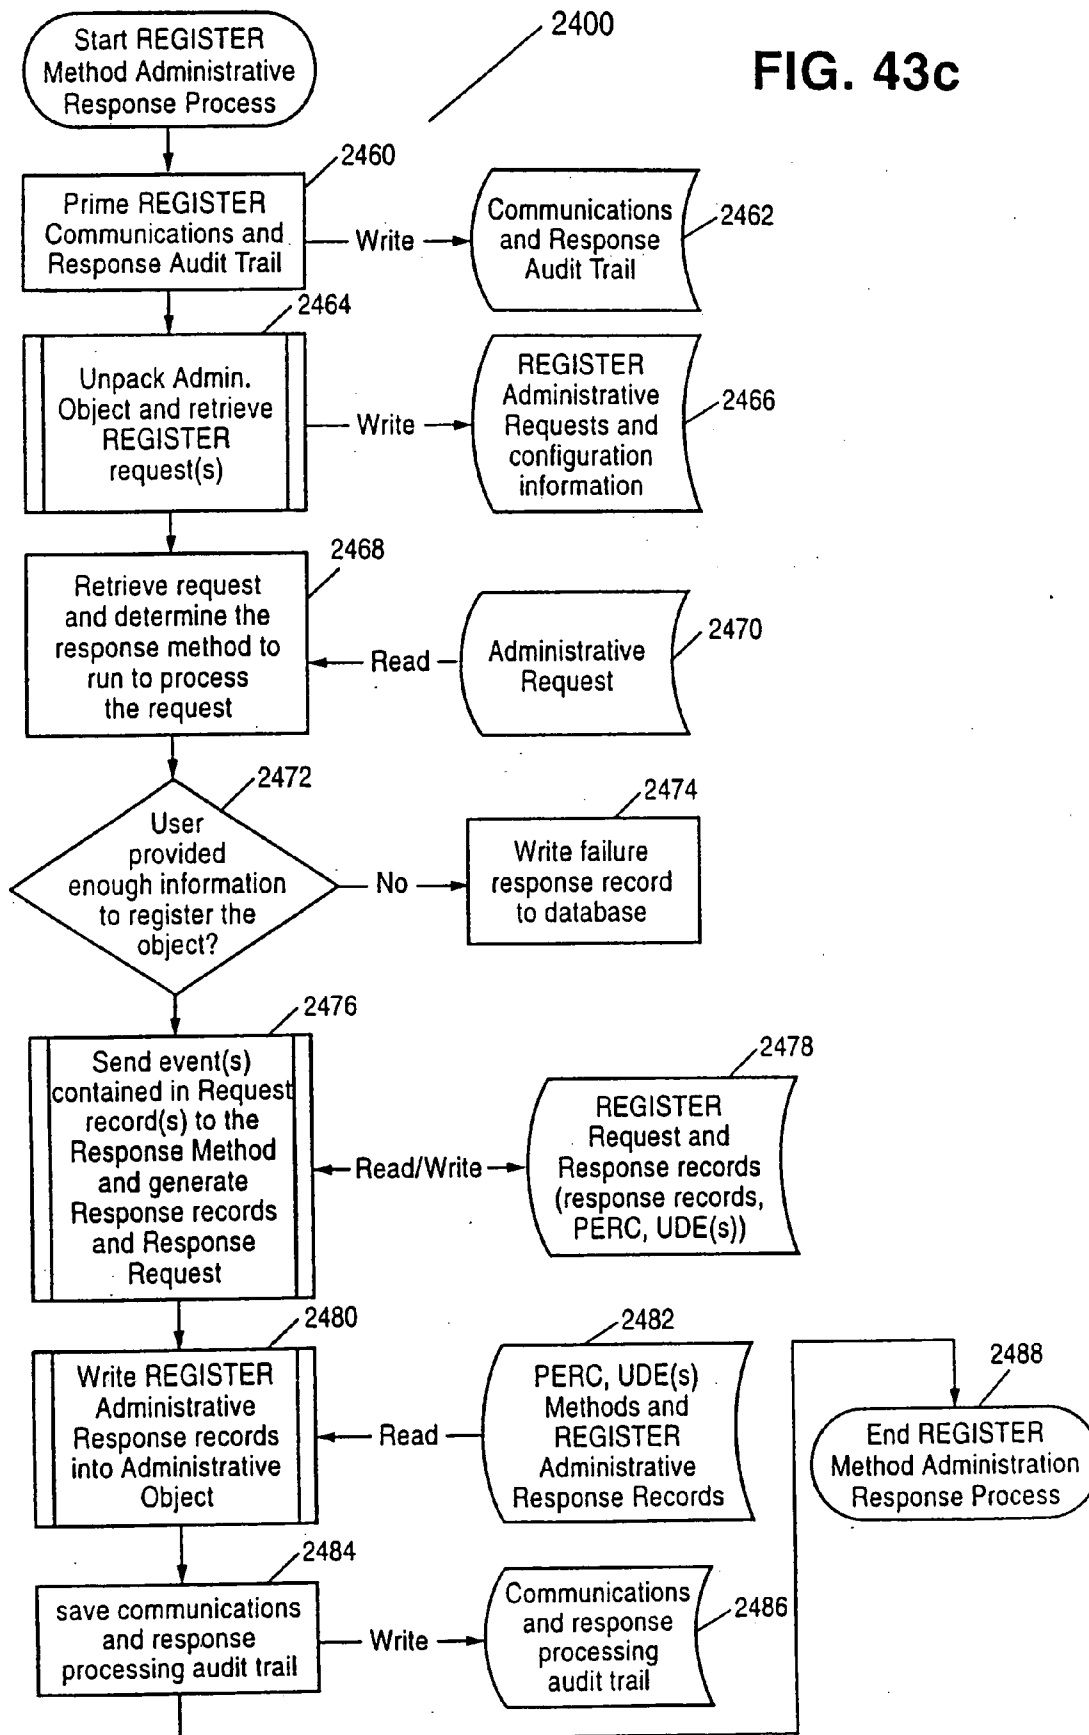 Start REGISTER
Method Administrative
Response Process
2400
FIG. 43c
2460
Prime REGISTER
Communications and
Response Audit Trail
Write
Communications
and Response
Audit Trail
2462
2464
Unpack Admin.
Object and retrieve
REGISTER
request(s)
Write
REGISTER
Administrative
Requests and
configuration
information
2466
2468
Retrieve request
and determine the
response method to
run to process
the request
Read
Administrative
Request
2470
2472
User
provided
enough information
to register the
object?
No
2474
Write failure
response record
to database
2476
Send event(s)
contained in Request
record(s) to the
Response Method
and generate
Response records
and Response
Request
Read/Write
2478
REGISTER
Request and
Response records
(response records,
PERC, UDE(s))
2480
Write REGISTER
Administrative
Response records
into Administrative
Object
Read
2482
PERC, UDE(s)
Methods and
REGISTER
Administrative
Response Records
2488
End REGISTER
Method Administration
Response Process
2484
save communications
and response
processing audit trail
Write
Communications
and response
processing
audit trail
2486